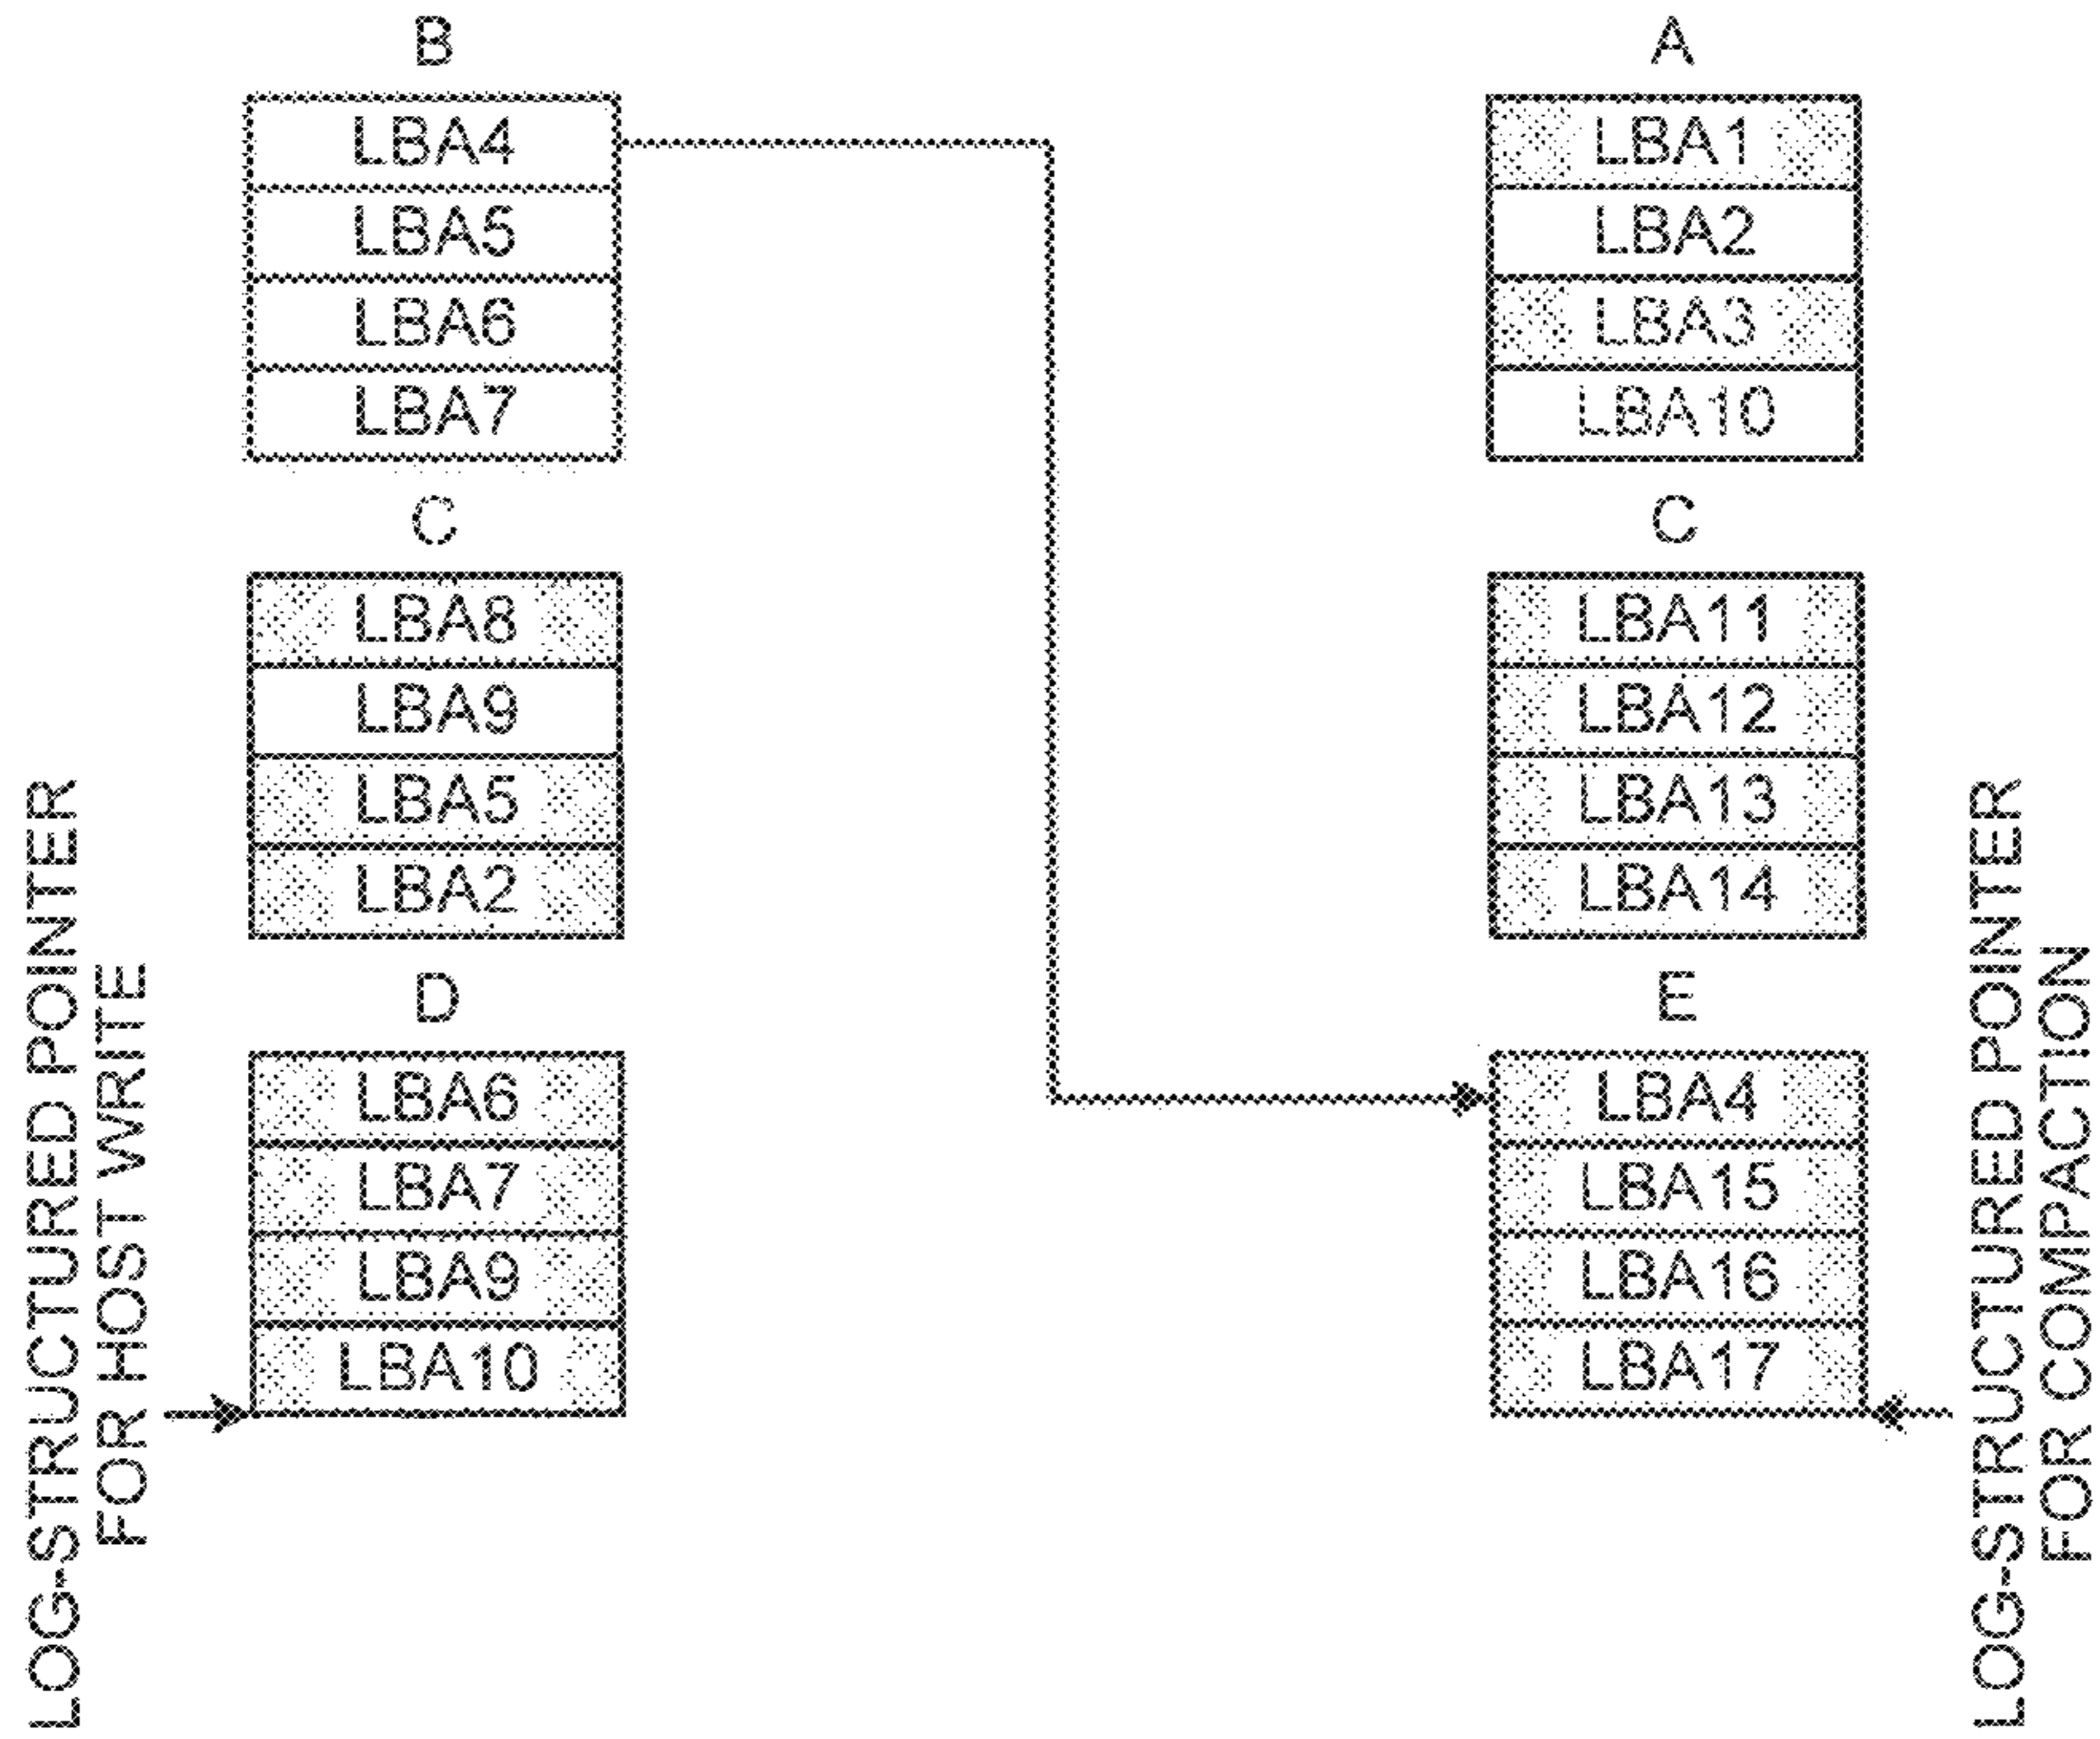 B
LBA4
LBA5
LBA6
LBA7
C
LBA8
LBA9
LBA5
LBA2
D
LBA6
LBA7
LBA9
LBA10
LOG-STRUCTURED POINTER
FOR HOST WRITE
A
LBA1
LBA2
LBA3
LBA10
C
LBA11
LBA12
LBA13
LBA14
E
LBA4
LBA15
LBA16
LBA17
LOG-STRUCTURED POINTER
FOR COMPACTION